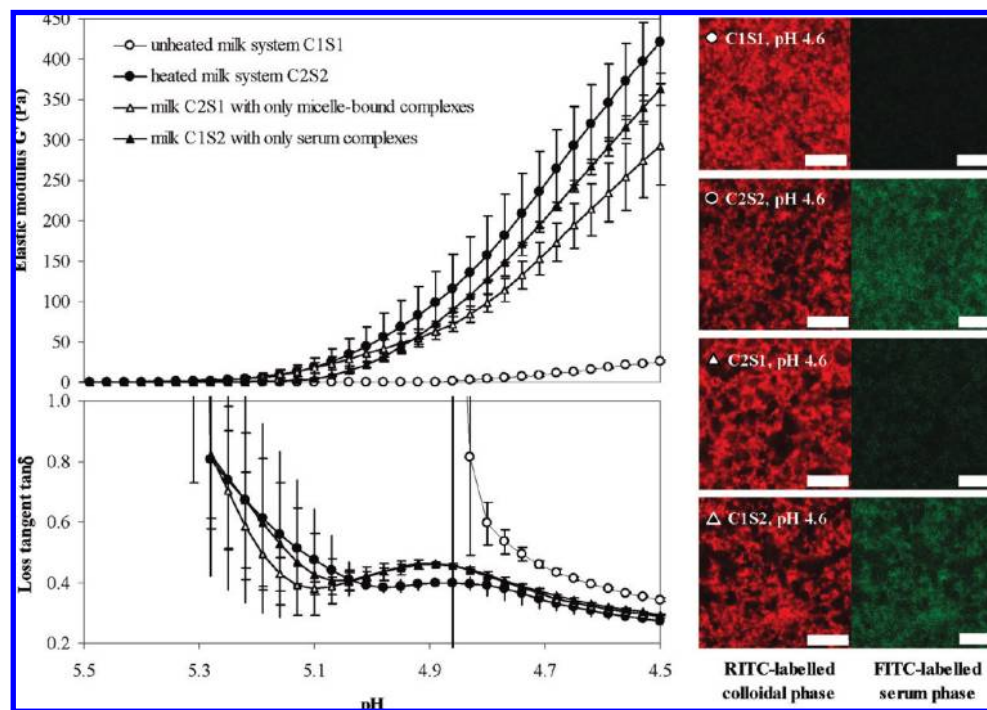 450
400
350
300
250
200
150
100
50
0
Elastic modulus G' (Pa)
unheated milk system C1S1
heated milk system C2S2
milk C2S1 with only micelle-bound complexes
milk C1S2 with only serum complexes
1.0
0.8
0.6
0.4
0.2
Loss tangent tanδ
5.5 5.3 5.1 4.9 4.7 4.5
pH
C1S1, pH 4.6
C2S2, pH 4.6
C2S1, pH 4.6
C1S2, pH 4.6
RITC-labelled
colloidal phase
FITC-labelled
serum phase